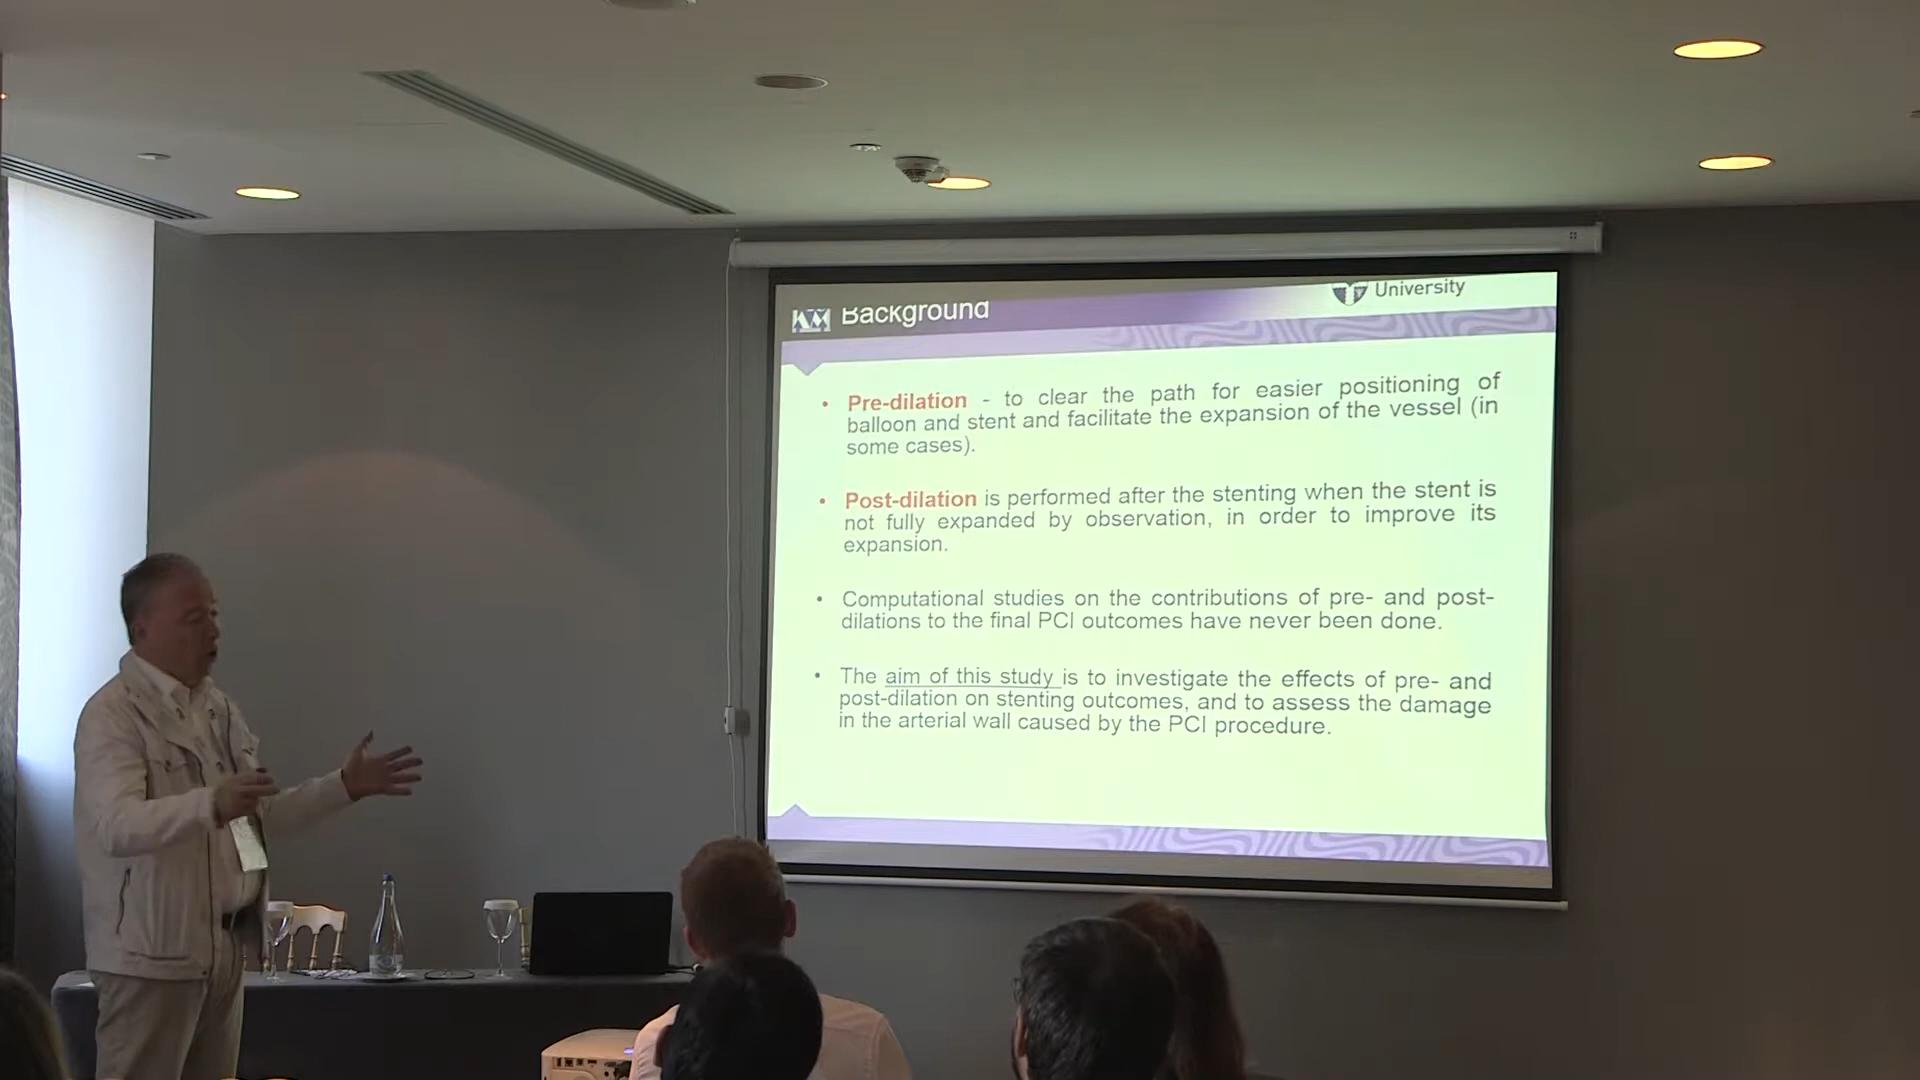 Background
University
• Pre-dilation - to clear the path for easier positioning of
balloon and stent and facilitate the expansion of the vessel (in
some cases).
• Post-dilation is performed after the stenting when the stent is
not fully expanded by observation, in order to improve its
expansion.
• Computational studies on the contributions of pre- and post-
dilations to the final PCI outcomes have never been done.
• The aim of this study is to investigate the effects of pre- and
post-dilation on stenting outcomes, and to assess the damage
in the arterial wall caused by the PCI procedure.